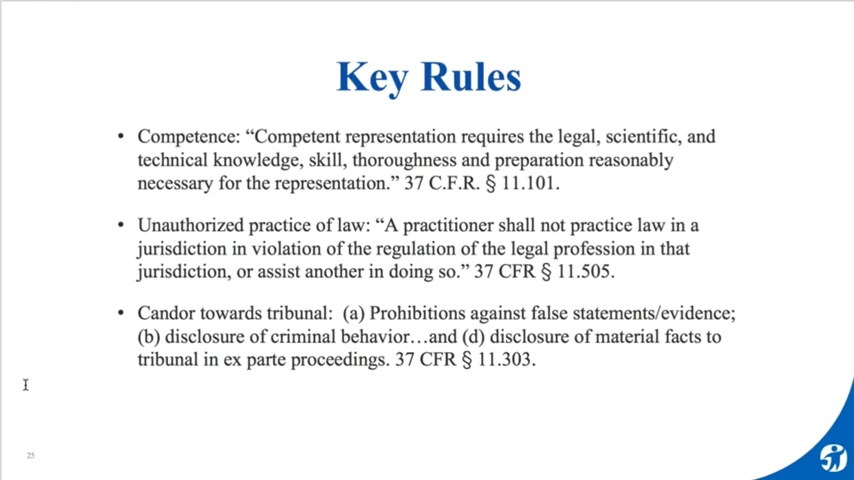 Key Rules
• Competence: “Competent representation requires the legal, scientific, and
technical knowledge, skill, thoroughness and preparation reasonably
necessary for the representation.” 37 C.F.R. § 11.101.
• Unauthorized practice of law: “A practitioner shall not practice law in a
jurisdiction in violation of the regulation of the legal profession in that
jurisdiction, or assist another in doing so.” 37 CFR § 11.505.
• Candor towards tribunal:  (a) Prohibitions against false statements/evidence;
(b) disclosure of criminal behavior…and (d) disclosure of material facts to
tribunal in ex parte proceedings. 37 CFR § 11.303.
25